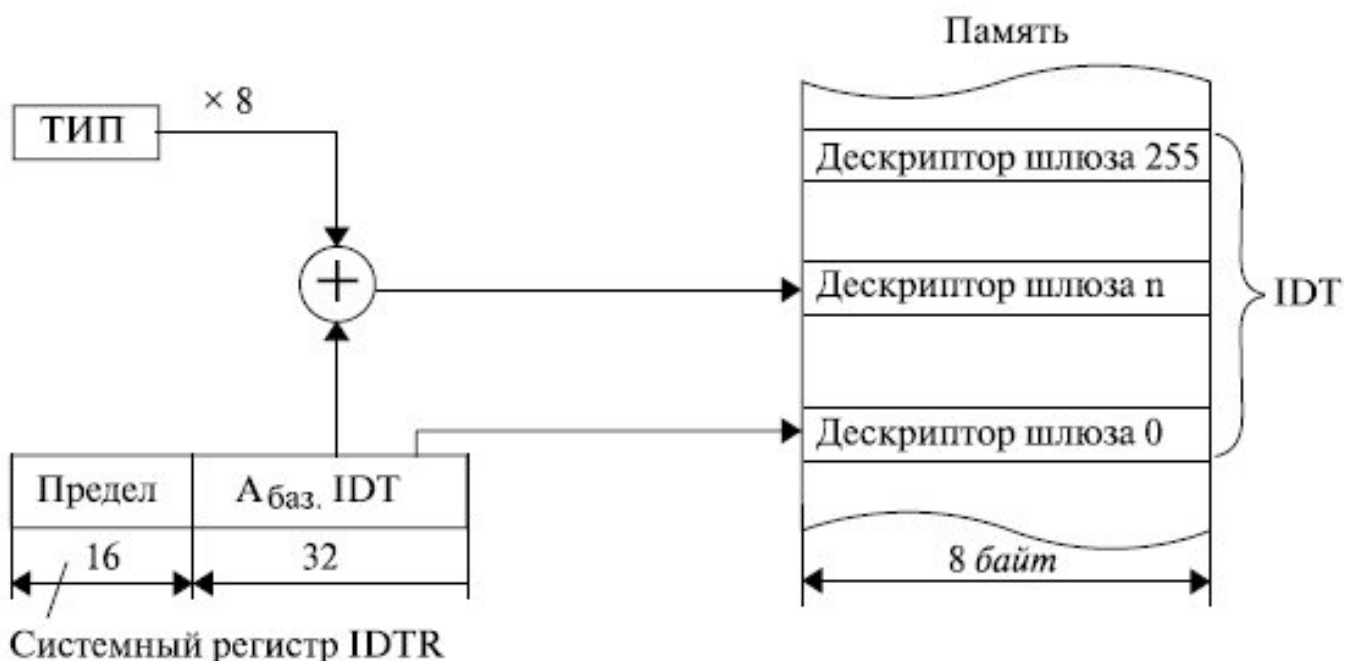 Память
× 8
ТИП
Дескриптор шлюза 255
+
Дескриптор шлюза n
IDT
Дескриптор шлюза 0
Предел
Aбаз. IDT
16
32
8 байт
Системный регистр IDTR